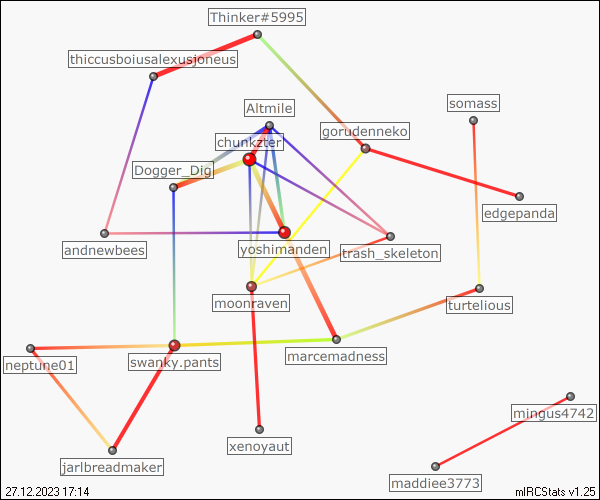 Thinker#5995
thiccusboiusalexusjoneus
Altmile
somass
chunkzter
gorudenneko
Dogger_Dig
edgepanda
andnewbees
yoshimanden
trash_skeleton
moonraven
turtelious
marcemadness
neptune01
swanky.pants
mingus4742
xenoyaut
jarlbreadmaker
maddiee3773
27.12.2023 17:14
mIRCStats v1.25